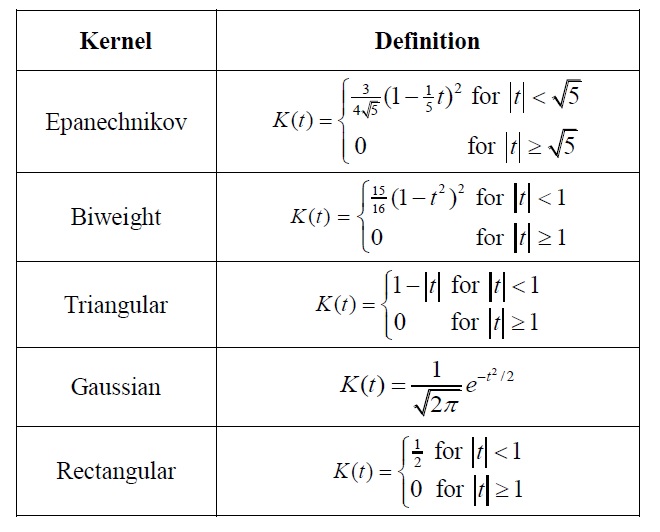 Kernel Definition
Epanechnikov K(t) = { 3/(4√5) (1 − 1/5 t)² for |t| < √5
0 for |t| ≥ √5
Biweight K(t) = { 15/16 (1 − t²)² for |t| < 1
0 for |t| ≥ 1
Triangular K(t) = { 1 − |t| for |t| < 1
0 for |t| ≥ 1
Gaussian K(t) = 1/√(2π) e^(−t²/2)
Rectangular K(t) = { 1/2 for |t| < 1
0 for |t| ≥ 1